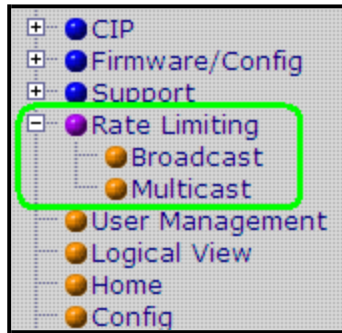 CIP
Firmware/Config
Support
Rate Limiting
Broadcast
Multicast
User Management
Logical View
Home
Config